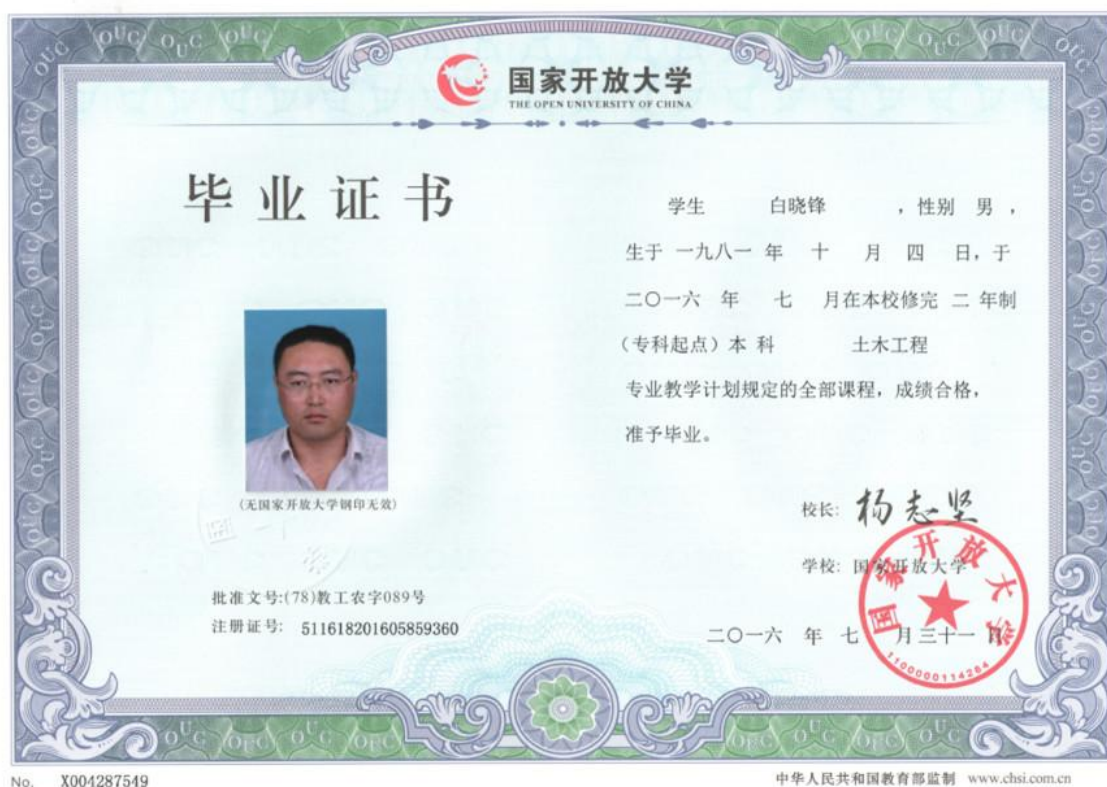 国家开放大学
THE OPEN UNIVERSITY OF CHINA
毕业证书
(无国家开放大学钢印无效)
批准文号:(78)教工农字089号
注册证号: 511618201605859360
学生 白晓锋 ，性别 男 ，
生于 一九八一 年 十 月 四 日，于
二〇一六 年 七 月在本校修完 二 年制
（专科起点）本 科 土木工程
专业教学计划规定的全部课程，成绩合格，
准予毕业。
校长: 杨志坚
学校: 国家开放大学
二〇一六 年 七 月三十一 日
国家开放大学
1100000114284
No. X004287549
中华人民共和国教育部监制 www.chsi.com.cn